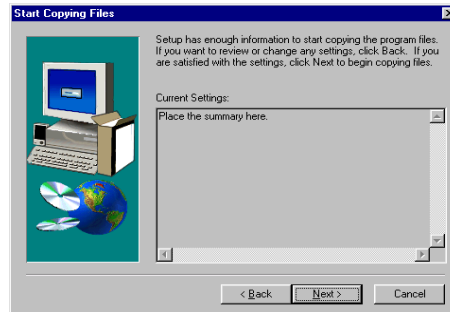 Start Copying Files
Setup has enough information to start copying the program files.
If you want to review or change any settings, click Back. If you
are satisfied with the settings, click Next to begin copying files.
Current Settings:
Place the summary here.
< Back
Next >
Cancel